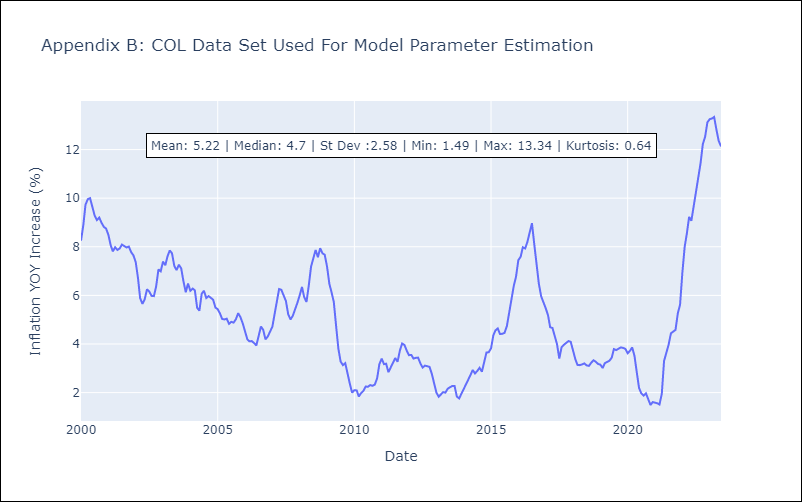 Appendix B: COL Data Set Used For Model Parameter Estimation
Mean: 5.22 | Median: 4.7 | St Dev :2.58 | Min: 1.49 | Max: 13.34 | Kurtosis: 0.64
Inflation YOY Increase (%)
12
10
8
6
4
2
2000 2005 2010 2015 2020
Date